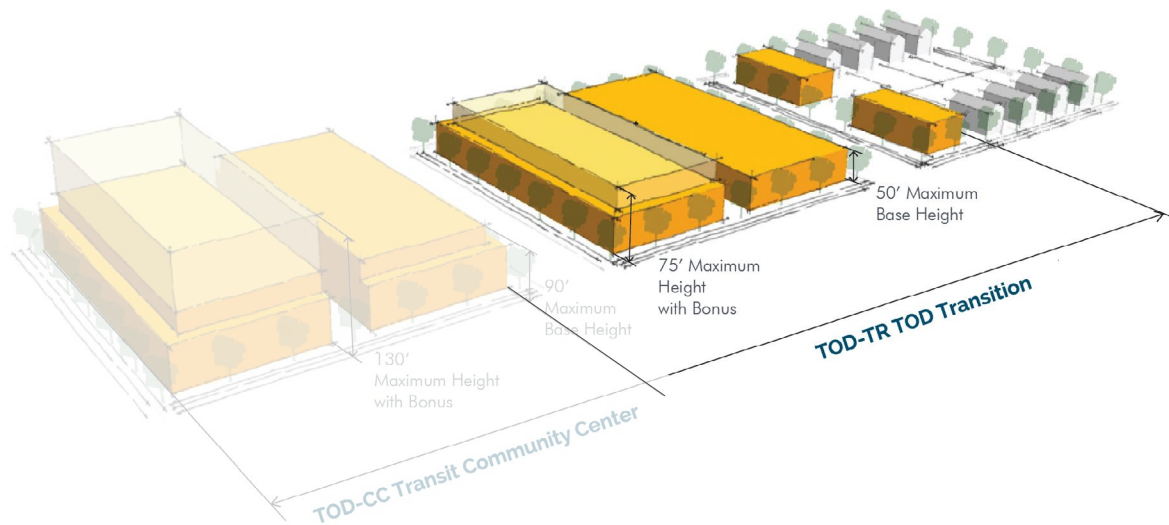 50’ Maximum
Base Height
75’ Maximum
Height
with Bonus
90’
Maximum
Base Height
130’
Maximum Height
with Bonus
TOD-TR TOD Transition
TOD-CC Transit Community Center